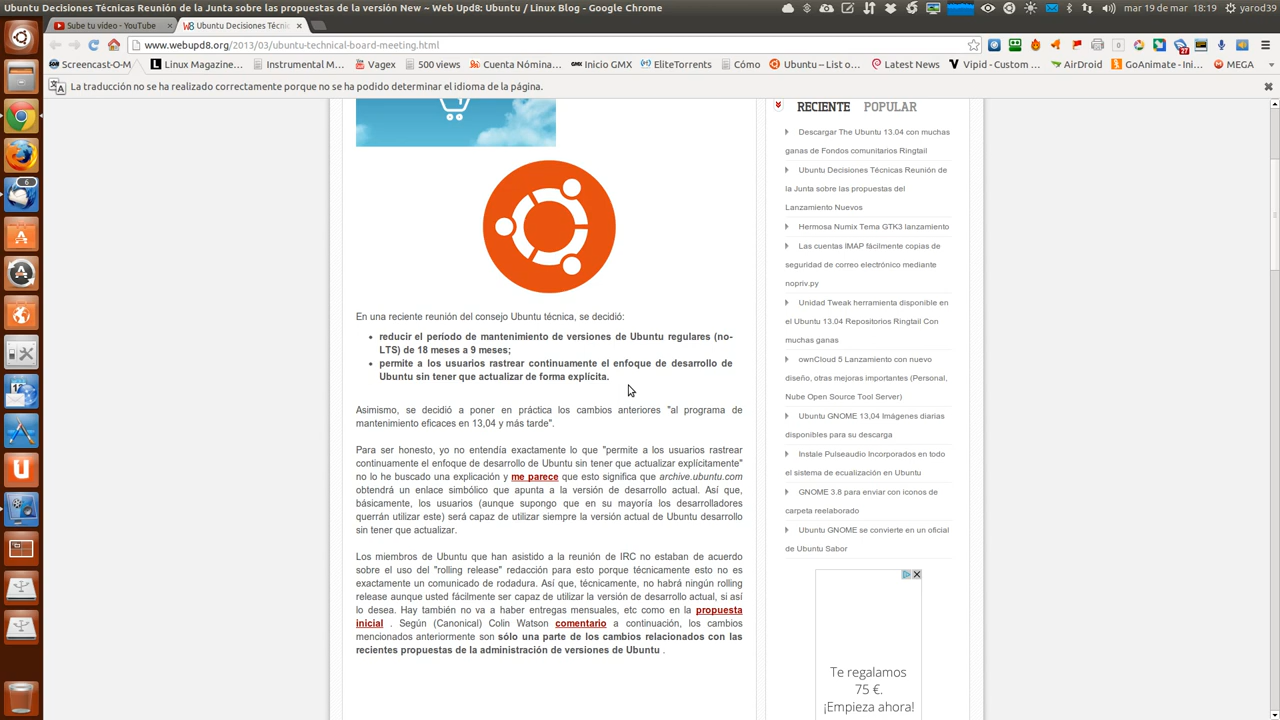 Ubuntu Decisiones Técnicas Reunión de la Junta sobre las propuestas de la versión New ~ Web Upd8: Ubuntu / Linux Blog - Google Chrome
mar 19 de mar, 18:19 yarod39
Sube tu vídeo - YouTube
W8 Ubuntu Decisiones Técnic
www.webupd8.org/2013/03/ubuntu-technical-board-meeting.html
Screencast-O-M
Linux Magazine...
Instrumental M...
Vagex
500 views
Cuenta Nómina...
Inicio GMX
EliteTorrents
Cómo
Ubuntu – List o...
Latest News
Vipid - Custom ...
AirDroid
GoAnimate - Ini...
MEGA
La traducción no se ha realizado correctamente porque no se ha podido determinar el idioma de la página.
En una reciente reunión del consejo Ubuntu técnica, se decidió:
reducir el período de mantenimiento de versiones de Ubuntu regulares (no-
LTS) de 18 meses a 9 meses;
permite a los usuarios rastrear continuamente el enfoque de desarrollo de
Ubuntu sin tener que actualizar de forma explícita.
Asimismo, se decidió a poner en práctica los cambios anteriores "al programa de
mantenimiento eficaces en 13,04 y más tarde".
Para ser honesto, yo no entendía exactamente lo que "permite a los usuarios rastrear
continuamente el enfoque de desarrollo de Ubuntu sin tener que actualizar explícitamente"
no lo he buscado una explicación y me parece que esto significa que archive.ubuntu.com
obtendrá un enlace simbólico que apunta a la versión de desarrollo actual. Así que,
básicamente, los usuarios (aunque supongo que en su mayoría los desarrolladores
querrán utilizar este) será capaz de utilizar siempre la versión actual de Ubuntu desarrollo
sin tener que actualizar.
Los miembros de Ubuntu que han asistido a la reunión de IRC no estaban de acuerdo
sobre el uso del "rolling release" redacción para esto porque técnicamente esto no es
exactamente un comunicado de rodadura. Así que, técnicamente, no habrá ningún rolling
release aunque usted fácilmente ser capaz de utilizar la versión de desarrollo actual, si así
lo desea. Hay también no va a haber entregas mensuales, etc como en la propuesta
inicial . Según (Canonical) Colin Watson comentario a continuación, los cambios
mencionados anteriormente son sólo una parte de los cambios relacionados con las
recientes propuestas de la administración de versiones de Ubuntu .
RECIENTE POPULAR
Descargar The Ubuntu 13.04 con muchas
ganas de Fondos comunitarios Ringtail
Ubuntu Decisiones Técnicas Reunión de
la Junta sobre las propuestas del
Lanzamiento Nuevos
Hermosa Numix Tema GTK3 lanzamiento
Las cuentas IMAP fácilmente copias de
seguridad de correo electrónico mediante
nopriv.py
Unidad Tweak herramienta disponible en
el Ubuntu 13.04 Repositorios Ringtail Con
muchas ganas
ownCloud 5 Lanzamiento con nuevo
diseño, otras mejoras importantes (Personal,
Nube Open Source Tool Server)
Ubuntu GNOME 13,04 Imágenes diarias
disponibles para su descarga
Instale Pulseaudio Incorporados en todo
el sistema de ecualización en Ubuntu
GNOME 3.8 para enviar con iconos de
carpeta reelaborado
Ubuntu GNOME se convierte en un oficial
de Ubuntu Sabor
Te regalamos
75 €.
¡Empieza ahora!